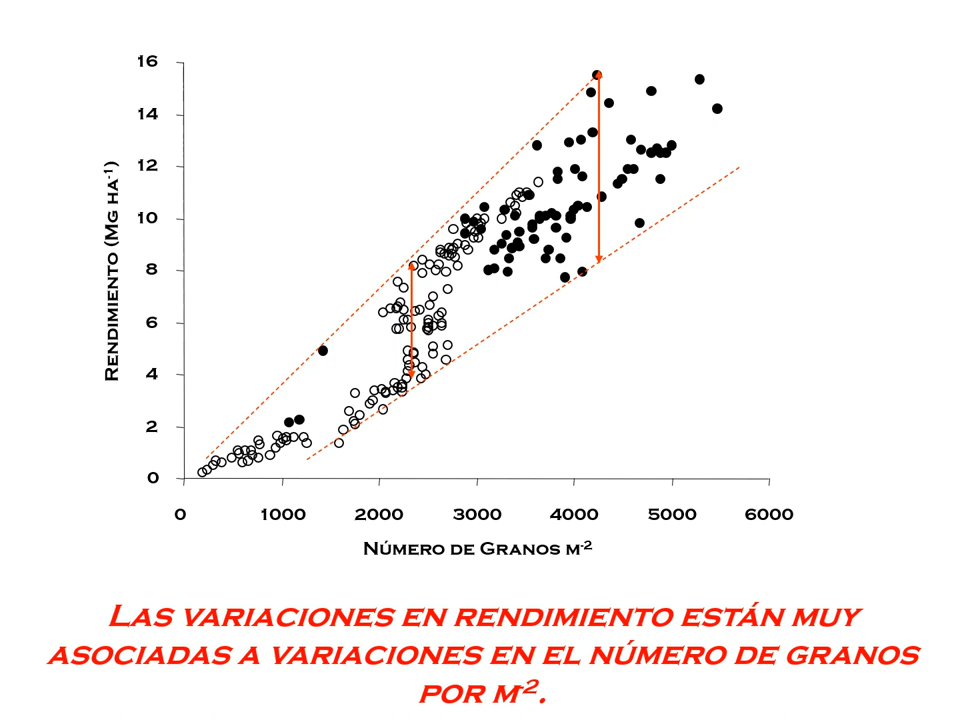 16
14
12
10
8
6
4
2
0
Rendimiento (Mg ha⁻¹)
0 1000 2000 3000 4000 5000 6000
Número de Granos m⁻²
Las variaciones en rendimiento están muy
asociadas a variaciones en el número de granos
por m⁻².